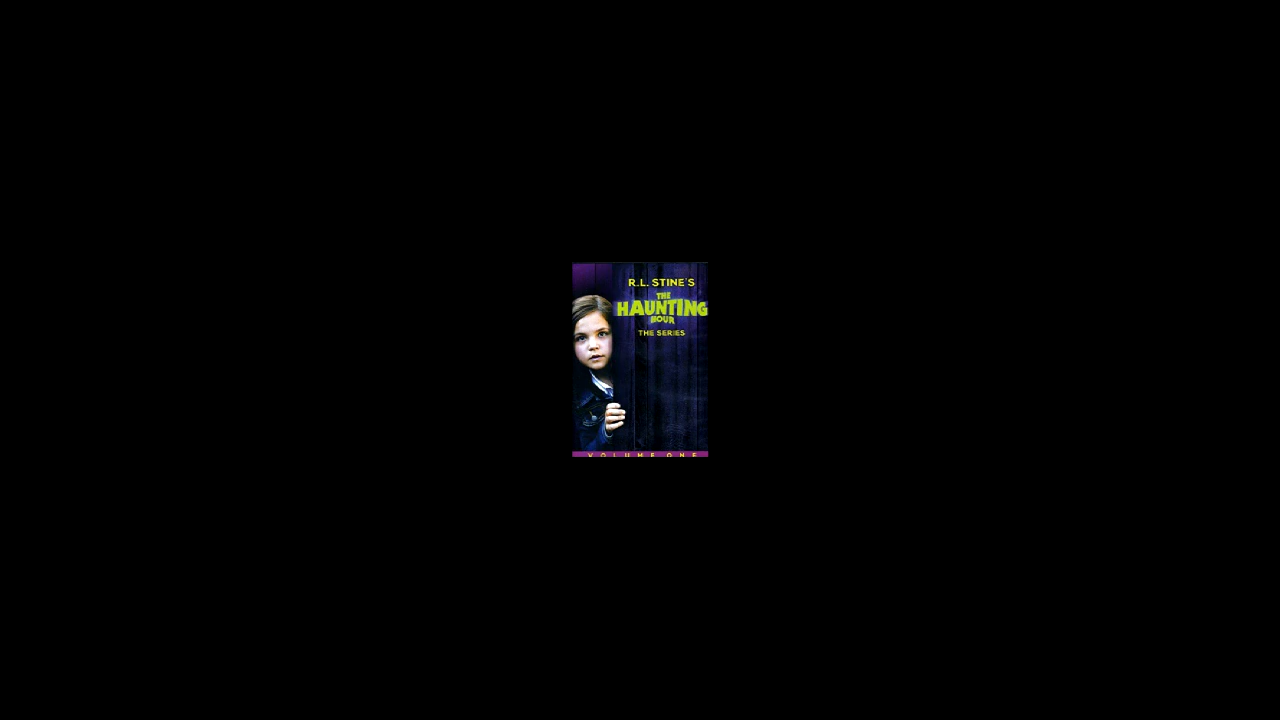 R.L. STINE'S
THE
HAUNTING
HOUR
THE SERIES
VOLUME ONE